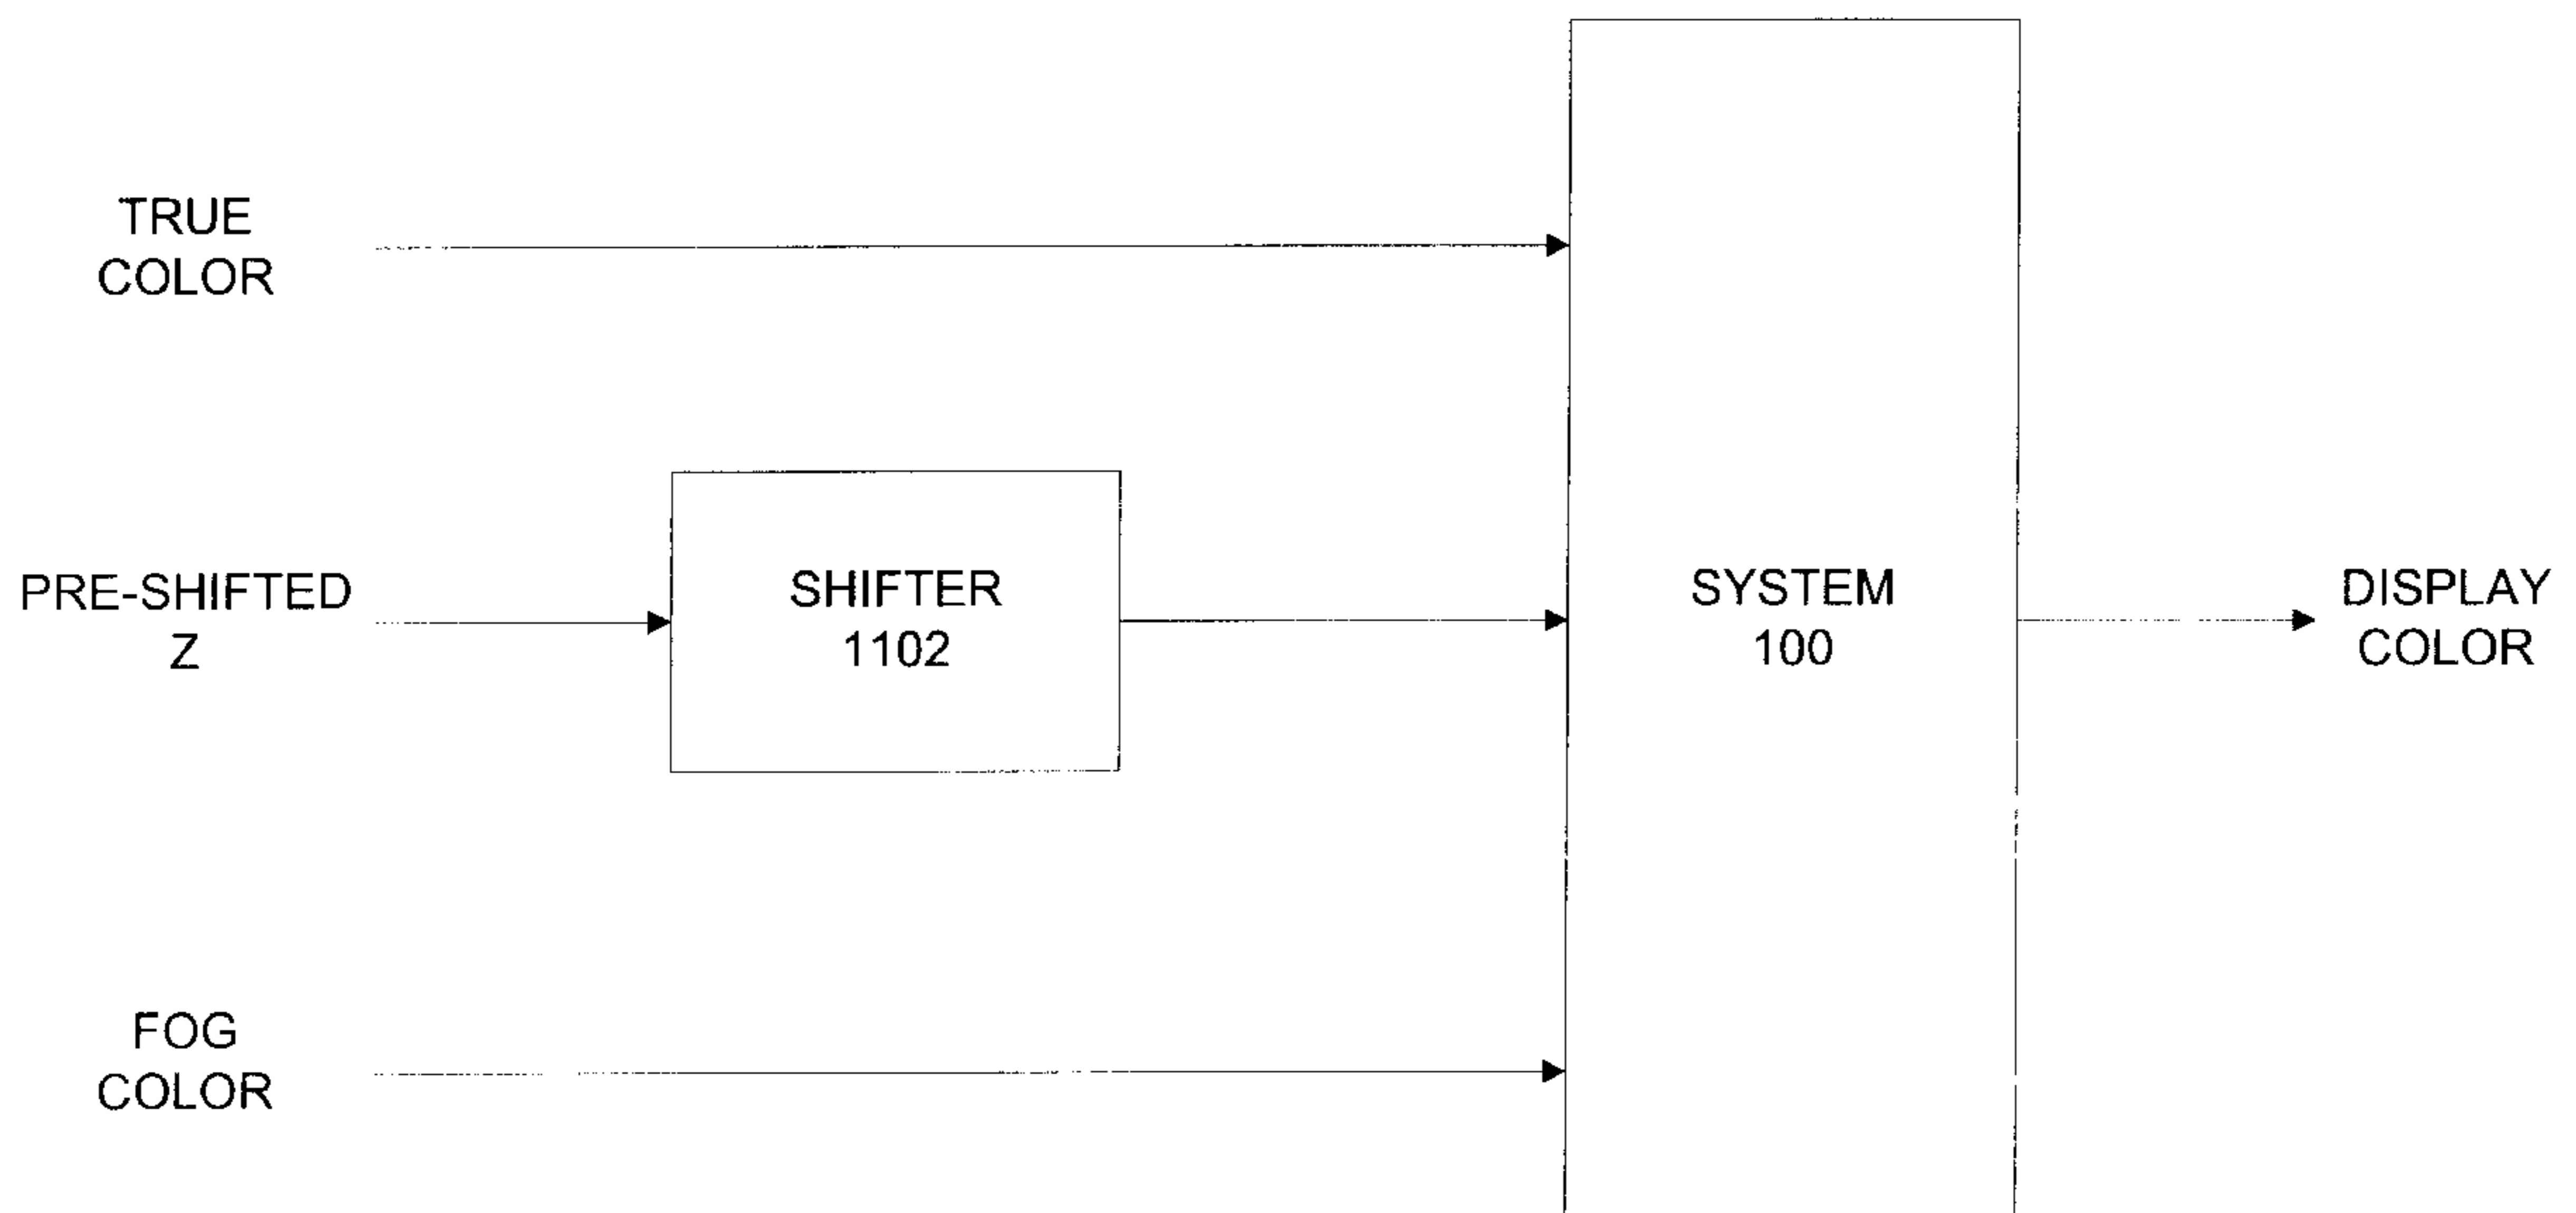 TRUE
COLOR
PRE-SHIFTED
Z
SHIFTER
1102
SYSTEM
100
DISPLAY
COLOR
FOG
COLOR